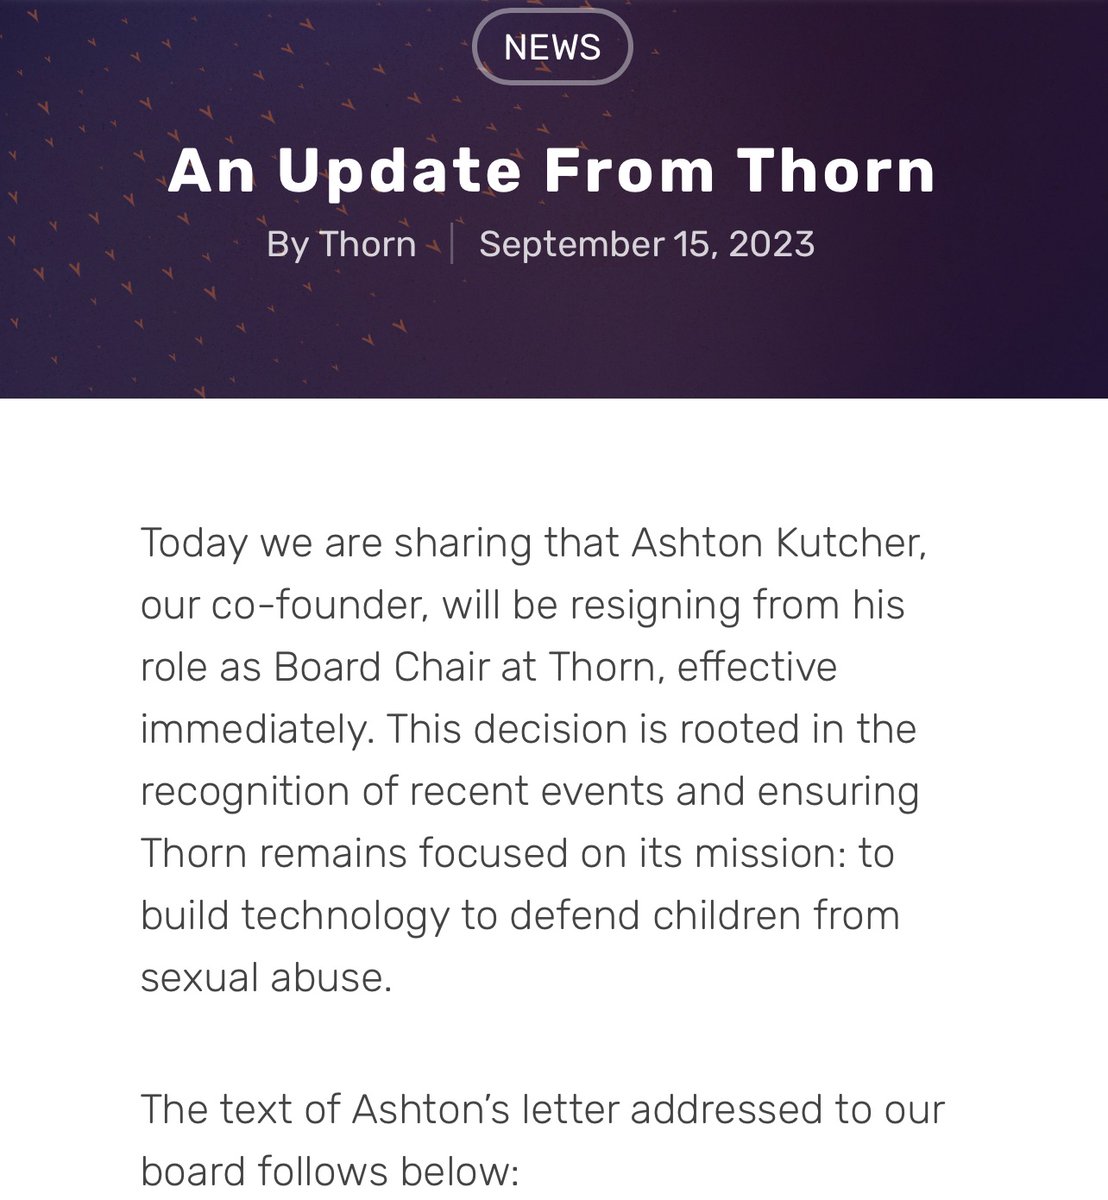 NEWS
An Update From Thorn
By Thorn | September 15, 2023
Today we are sharing that Ashton Kutcher,
our co-founder, will be resigning from his
role as Board Chair at Thorn, effective
immediately. This decision is rooted in the
recognition of recent events and ensuring
Thorn remains focused on its mission: to
build technology to defend children from
sexual abuse.
The text of Ashton’s letter addressed to our
board follows below: